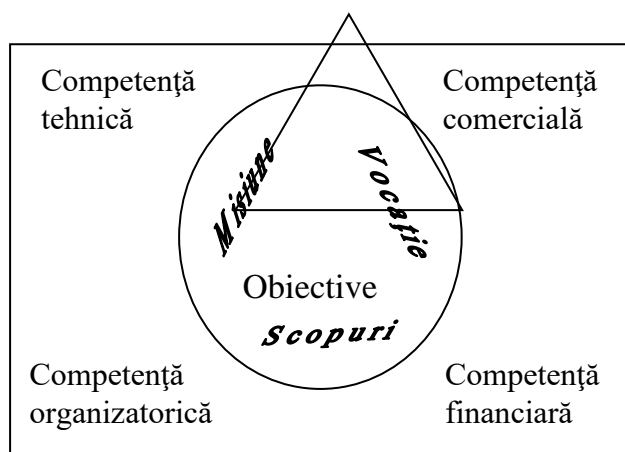 Competenţă
tehnică
Competenţă
comercială
Misiune
Vocaţie
Obiective
Scopuri
Competenţă
organizatorică
Competenţă
financiară